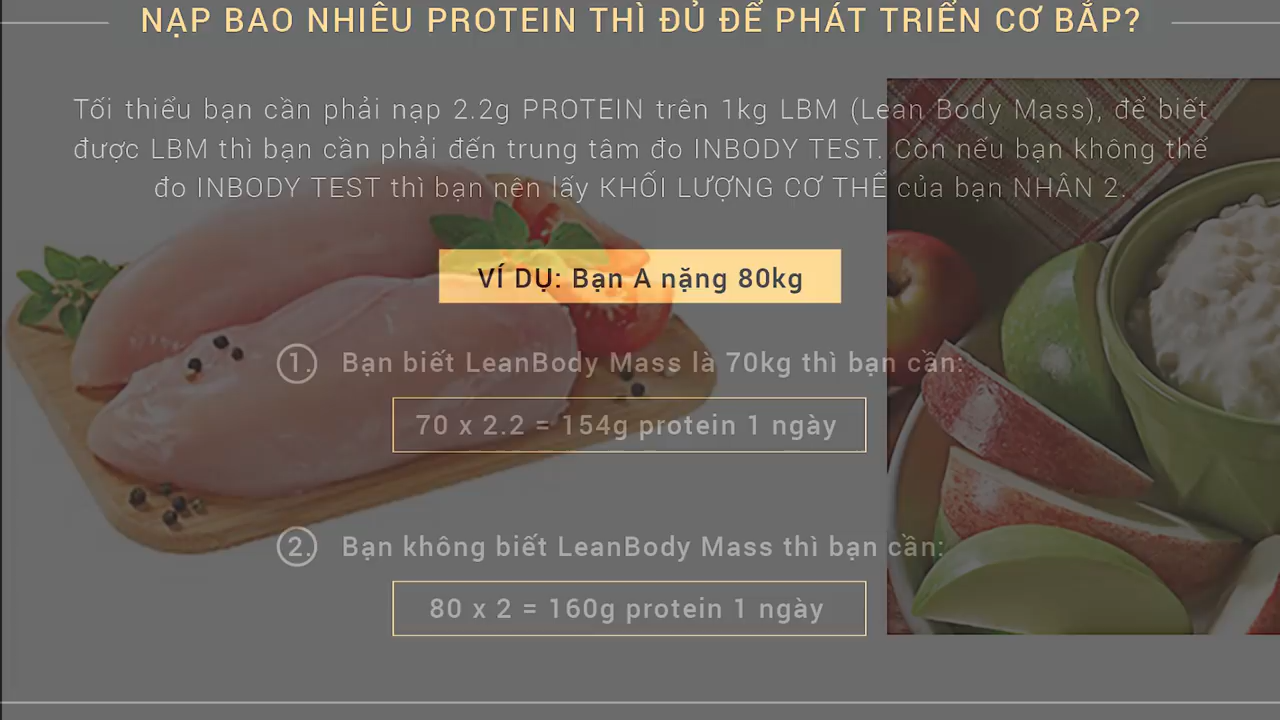 NẠP BAO NHIÊU PROTEIN THÌ ĐỦ ĐỂ PHÁT TRIỂN CƠ BẮP?
Tối thiểu bạn cần phải nạp 2.2g PROTEIN trên 1kg LBM (Lean Body Mass), để biết
được LBM thì bạn cần phải đến trung tâm đo INBODY TEST. Còn nếu bạn không thể
đo INBODY TEST thì bạn nên lấy KHỐI LƯỢNG CƠ THỂ của bạn NHÂN 2.
VÍ DỤ: Bạn A nặng 80kg
1. Bạn biết LeanBody Mass là 70kg thì bạn cần:
70 x 2.2 = 154g protein 1 ngày
2. Bạn không biết LeanBody Mass thì bạn cần:
80 x 2 = 160g protein 1 ngày